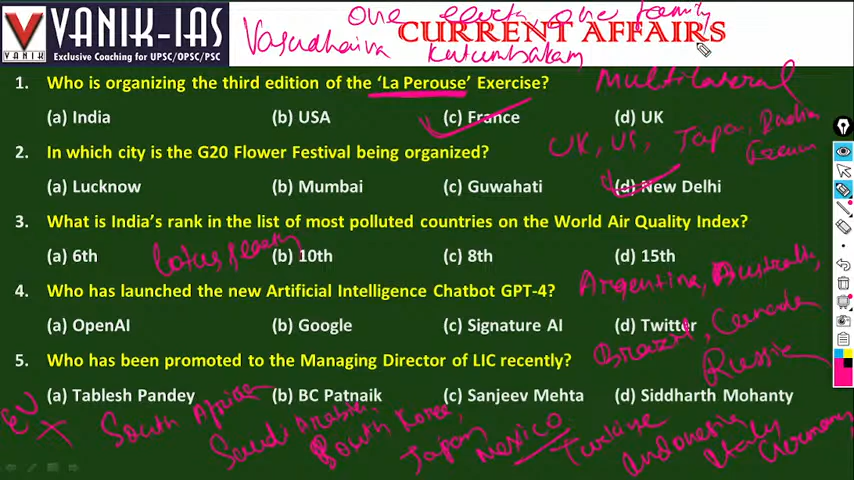 one earth one family
VANIK-IAS
Exclusive Coaching for UPSC/OPSC/PSC
VANIK
CURRENT AFFAIRS
Vasudhaiva Kutumbakam
1. Who is organizing the third edition of the ‘La Perouse’ Exercise?
Multilateral
(a) India (b) USA (c) France (d) UK
UK, US, Japa,
2. In which city is the G20 Flower Festival being organized?
(a) Lucknow (b) Mumbai (c) Guwahati (d) New Delhi
3. What is India’s rank in the list of most polluted countries on the World Air Quality Index?
(a) 6th (b) 10th (c) 8th (d) 15th
Lotus
4. Who has launched the new Artificial Intelligence Chatbot GPT-4?
Argentina, Australia,
(a) OpenAI (b) Google (c) Signature AI (d) Twitter
Brazil, Canada
5. Who has been promoted to the Managing Director of LIC recently?
Russia
(a) Tablesh Pandey (b) BC Patnaik (c) Sanjeev Mehta (d) Siddharth Mohanty
EU South African
Saudi Arabia, South Korea,
Japan Mexico Turkiye
Indonesia Italy Germany,